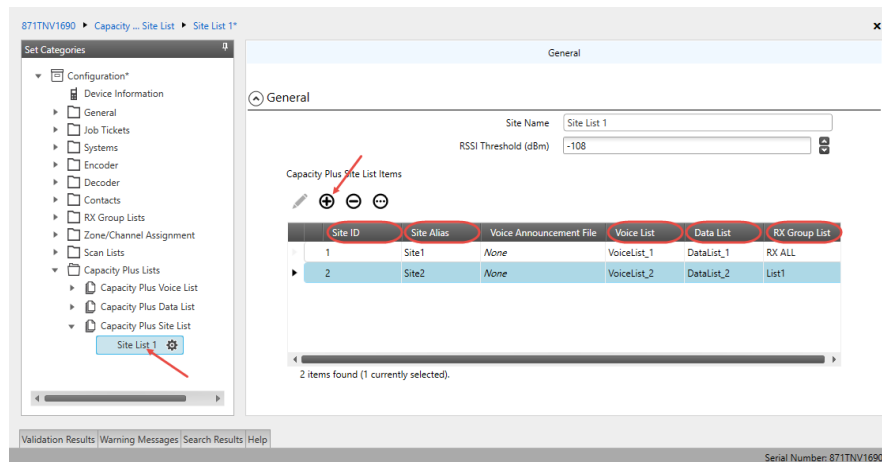 871TNV1690 ▸ Capacity ... Site List ▸ Site List 1*
Set Categories
General
Configuration*
Device Information
General
Job Tickets
Systems
Encoder
Decoder
Contacts
RX Group Lists
Zone/Channel Assignment
Scan Lists
Capacity Plus Lists
Capacity Plus Voice List
Capacity Plus Data List
Capacity Plus Site List
Site List 1
General
Site Name Site List 1
RSSI Threshold (dBm) -108
Capacity Plus Site List Items
Site ID Site Alias Voice Announcement File Voice List Data List RX Group List
1 Site1 None VoiceList_1 DataList_1 RX ALL
2 Site2 None VoiceList_2 DataList_2 List1
2 items found (1 currently selected).
Validation Results Warning Messages Search Results Help
Serial Number: 871TNV1690